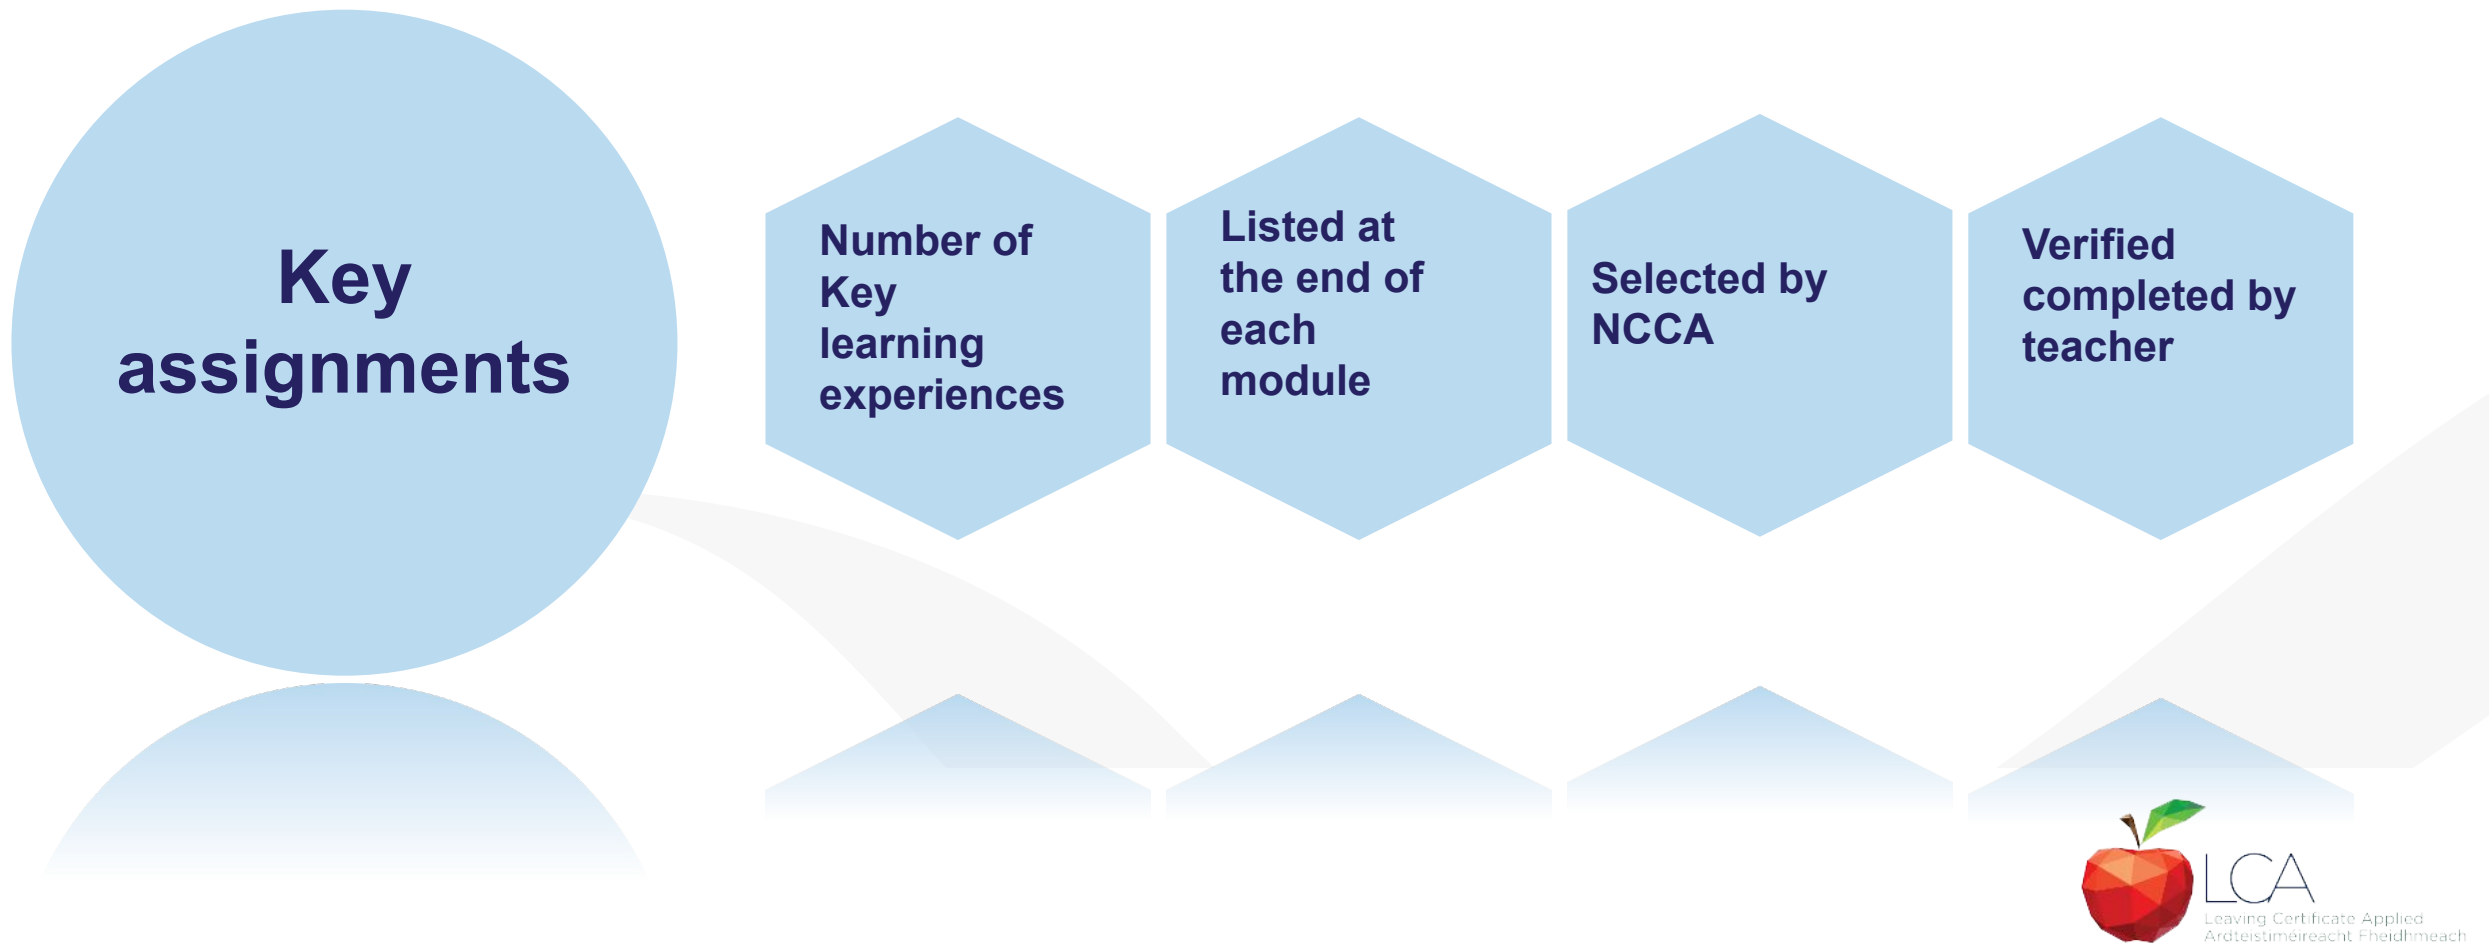 Key
assignments
Number of
Key
learning
experiences
Listed at
the end of
each
module
Selected by
NCCA
Verified
completed by
teacher
LCA
Leaving Certificate Applied
Ardteistiméireacht Fheidhmeach